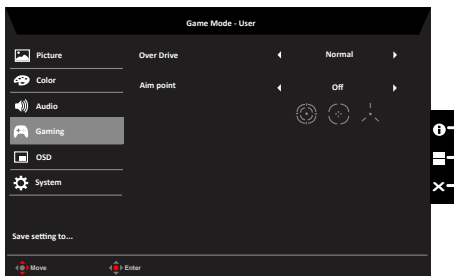 Game Mode - User
Picture
Over Drive
Normal
Color
Aim point
Off
Audio
Gaming
OSD
System
Save setting to...
Move
Enter